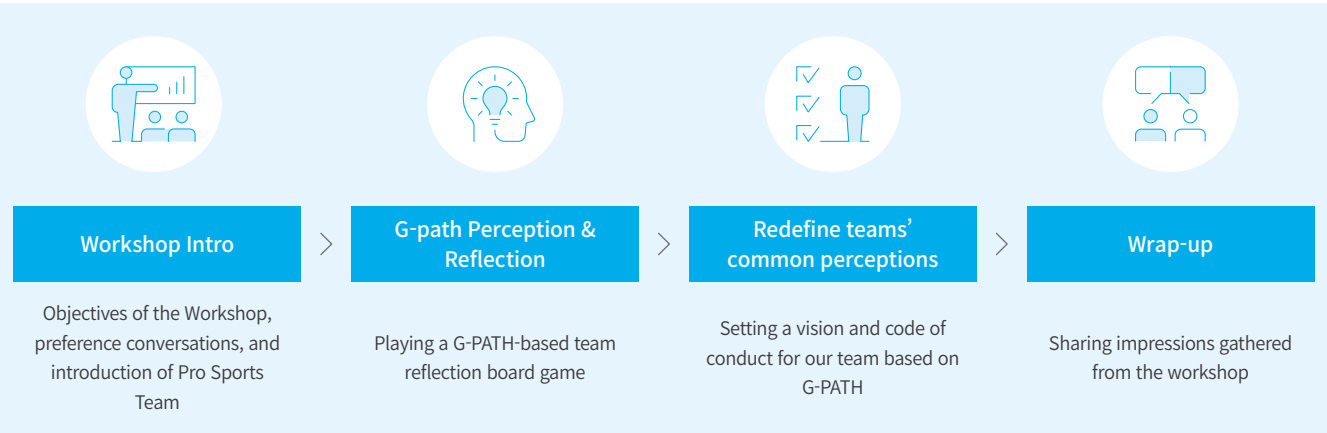 Workshop Intro
Objectives of the Workshop,
preference conversations, and
introduction of Pro Sports
Team
G-path Perception &
Reflection
Playing a G-PATH-based team
reflection board game
Redefine teams’
common perceptions
Setting a vision and code of
conduct for our team based on
G-PATH
Wrap-up
Sharing impressions gathered
from the workshop